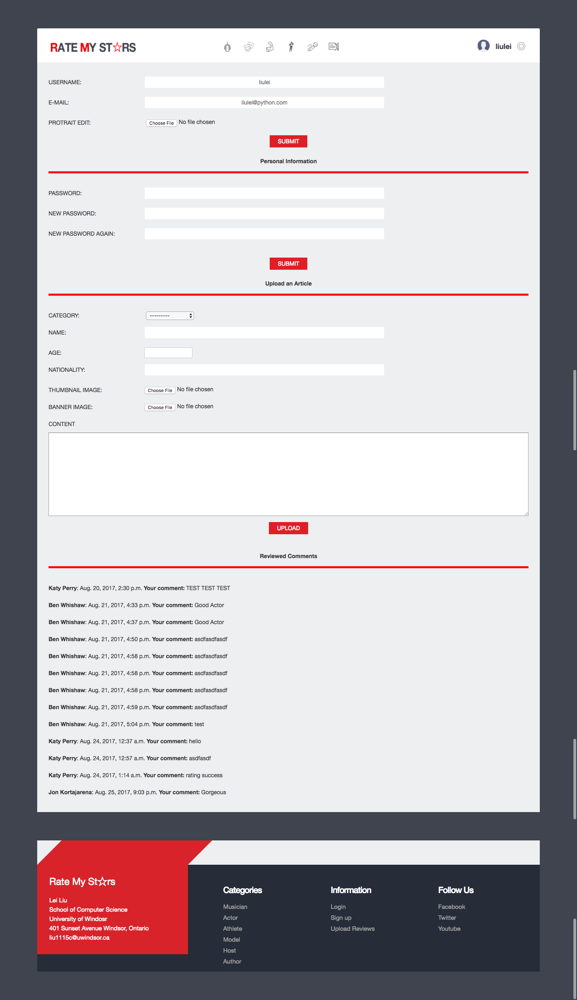 RATE MY ST☆RS
liulei
USERNAME: liulei
E-MAIL: liulei@python.com
PROTRAIT EDIT: Choose File No file chosen
SUBMIT
Personal Information
PASSWORD:
NEW PASSWORD:
NEW PASSWORD AGAIN:
SUBMIT
Upload an Article
CATEGORY: ---------
NAME:
AGE:
NATIONALITY:
THUMBNAIL IMAGE: Choose File No file chosen
BANNER IMAGE: Choose File No file chosen
CONTENT
UPLOAD
Reviewed Comments
Katy Perry: Aug. 20, 2017, 2:30 p.m. Your comment: TEST TEST TEST
Ben Whishaw: Aug. 21, 2017, 4:33 p.m. Your comment: Good Actor
Ben Whishaw: Aug. 21, 2017, 4:37 p.m. Your comment: Good Actor
Ben Whishaw: Aug. 21, 2017, 4:50 p.m. Your comment: asdfasdfasdf
Ben Whishaw: Aug. 21, 2017, 4:58 p.m. Your comment: asdfasdfasdf
Ben Whishaw: Aug. 21, 2017, 4:58 p.m. Your comment: asdfasdfasdf
Ben Whishaw: Aug. 21, 2017, 4:58 p.m. Your comment: asdfasdfasdf
Ben Whishaw: Aug. 21, 2017, 4:59 p.m. Your comment: asdfasdfasdf
Ben Whishaw: Aug. 21, 2017, 5:04 p.m. Your comment: test
Katy Perry: Aug. 24, 2017, 12:37 a.m. Your comment: hello
Katy Perry: Aug. 24, 2017, 12:57 a.m. Your comment: asdfasdf
Katy Perry: Aug. 24, 2017, 1:14 a.m. Your comment: rating success
Jon Kortajarena: Aug. 25, 2017, 9:03 p.m. Your comment: Gorgeous
Rate My St☆rs
Lei Liu
School of Computer Science
University of Windosr
401 Sunset Avenue Windsor, Ontario
liu1115c@uwindsor.ca
Categories
Musician
Actor
Athlete
Model
Host
Author
Information
Login
Sign up
Upload Reviews
Follow Us
Facebook
Twitter
Youtube